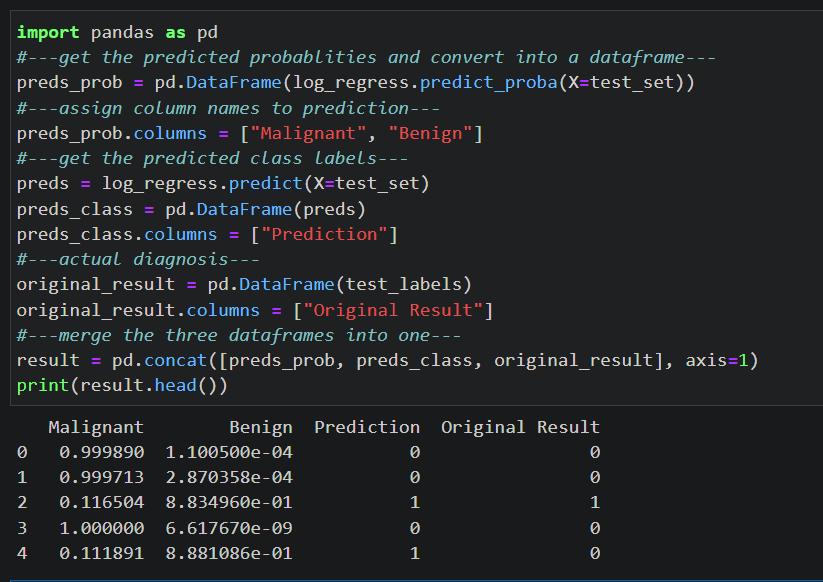 import pandas as pd
#---get the predicted probablities and convert into a dataframe---
preds_prob = pd.DataFrame(log_regress.predict_proba(X=test_set))
#---assign column names to prediction---
preds_prob.columns = ["Malignant", "Benign"]
#---get the predicted class labels---
preds = log_regress.predict(X=test_set)
preds_class = pd.DataFrame(preds)
preds_class.columns = ["Prediction"]
#---actual diagnosis---
original_result = pd.DataFrame(test_labels)
original_result.columns = ["Original Result"]
#---merge the three dataframes into one---
result = pd.concat([preds_prob, preds_class, original_result], axis=1)
print(result.head())
Malignant Benign Prediction Original Result
0 0.999890 1.100500e-04 0 0
1 0.999713 2.870358e-04 0 0
2 0.116504 8.834960e-01 1 1
3 1.000000 6.617670e-09 0 0
4 0.111891 8.881086e-01 1 0